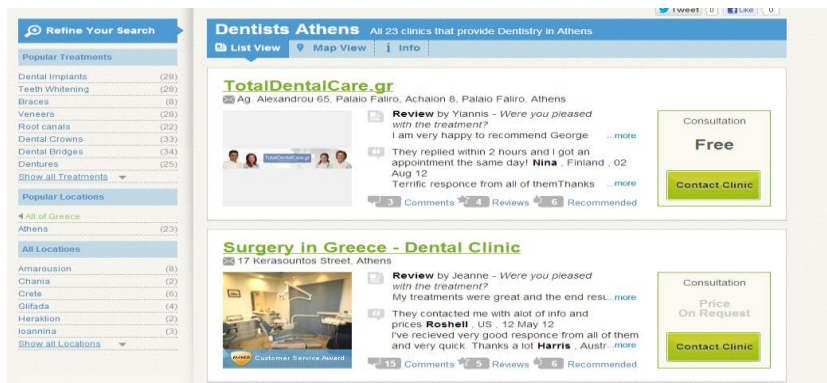 Tweet 0 Like 0
Refine Your Search
Popular Treatments
Dental Implants (28)
Teeth Whitening (28)
Braces (8)
Veneers (28)
Root canals (22)
Dental Crowns (33)
Dental Bridges (34)
Dentures (25)
Show all Treatments
Popular Locations
All of Greece
Athens (23)
All Locations
Amarousion (8)
Chania (2)
Crete (6)
Glifada (4)
Heraklion (2)
Ioannina (3)
Show all Locations
Dentists Athens All 23 clinics that provide Dentistry in Athens
List View Map View i Info
TotalDentalCare.gr
Ag. Alexandrou 65, Palaio Faliro, Achaion 8, Palaio Faliro, Athens
TotalDentalCare.gr
Review by Yiannis - Were you pleased
with the treatment?
I am very happy to recommend George ...more
They replied within 2 hours and I got an
appointment the same day! Nina , Finland , 02
Aug 12
Terrific responce from all of themThanks ...more
3 Comments 4 Reviews 6 Recommended
Consultation
Free
Contact Clinic
Surgery in Greece - Dental Clinic
17 Kerasountos Street, Athens
Customer Service Award
Review by Jeanne - Were you pleased
with the treatment?
My treatments were great and the end resu...more
They contacted me with alot of info and
prices Roshell , US , 12 May 12
I've recieved very good responce from all of them
and very quick. Thanks a lot Harris , Austr...more
15 Comments 5 Reviews 6 Recommended
Consultation
Price
On Request
Contact Clinic